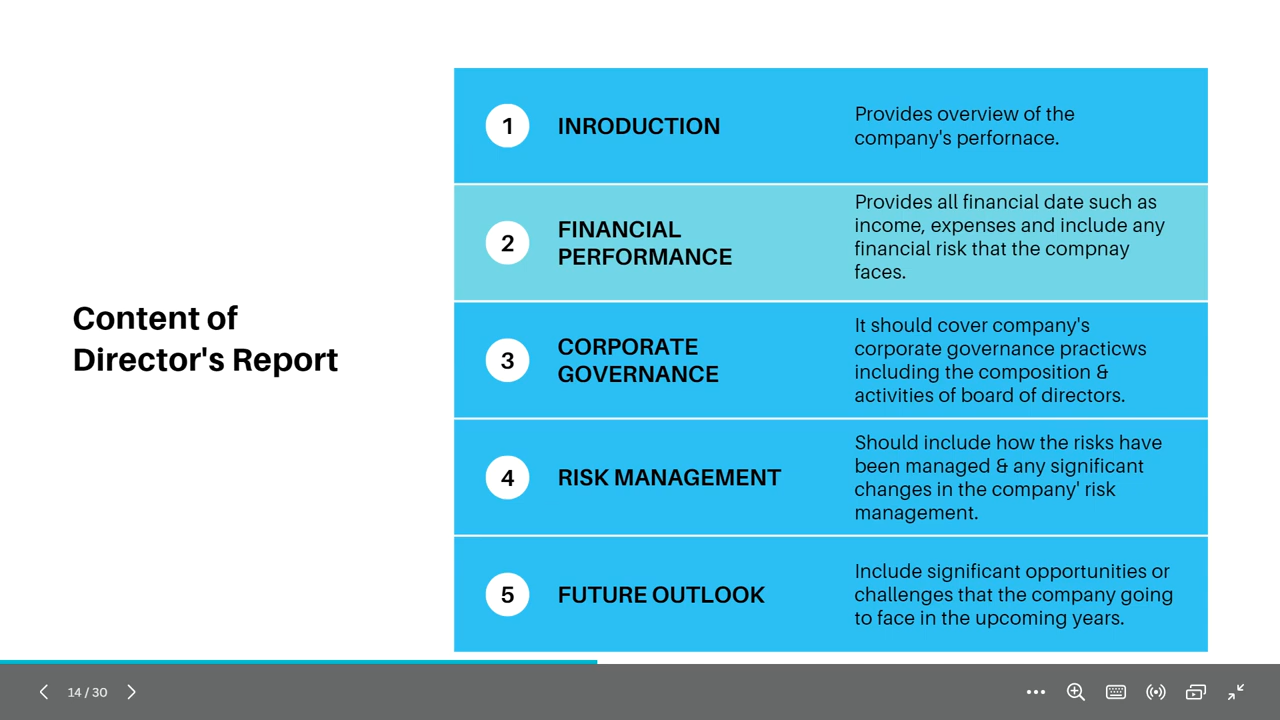 Content of
Director's Report
1
INRODUCTION
Provides overview of the
company's perfornace.
2
FINANCIAL
PERFORMANCE
Provides all financial date such as
income, expenses and include any
financial risk that the compnay
faces.
3
CORPORATE
GOVERNANCE
It should cover company's
corporate governance practicws
including the composition &
activities of board of directors.
4
RISK MANAGEMENT
Should include how the risks have
been managed & any significant
changes in the company' risk
management.
5
FUTURE OUTLOOK
Include significant opportunities or
challenges that the company going
to face in the upcoming years.
14 / 30